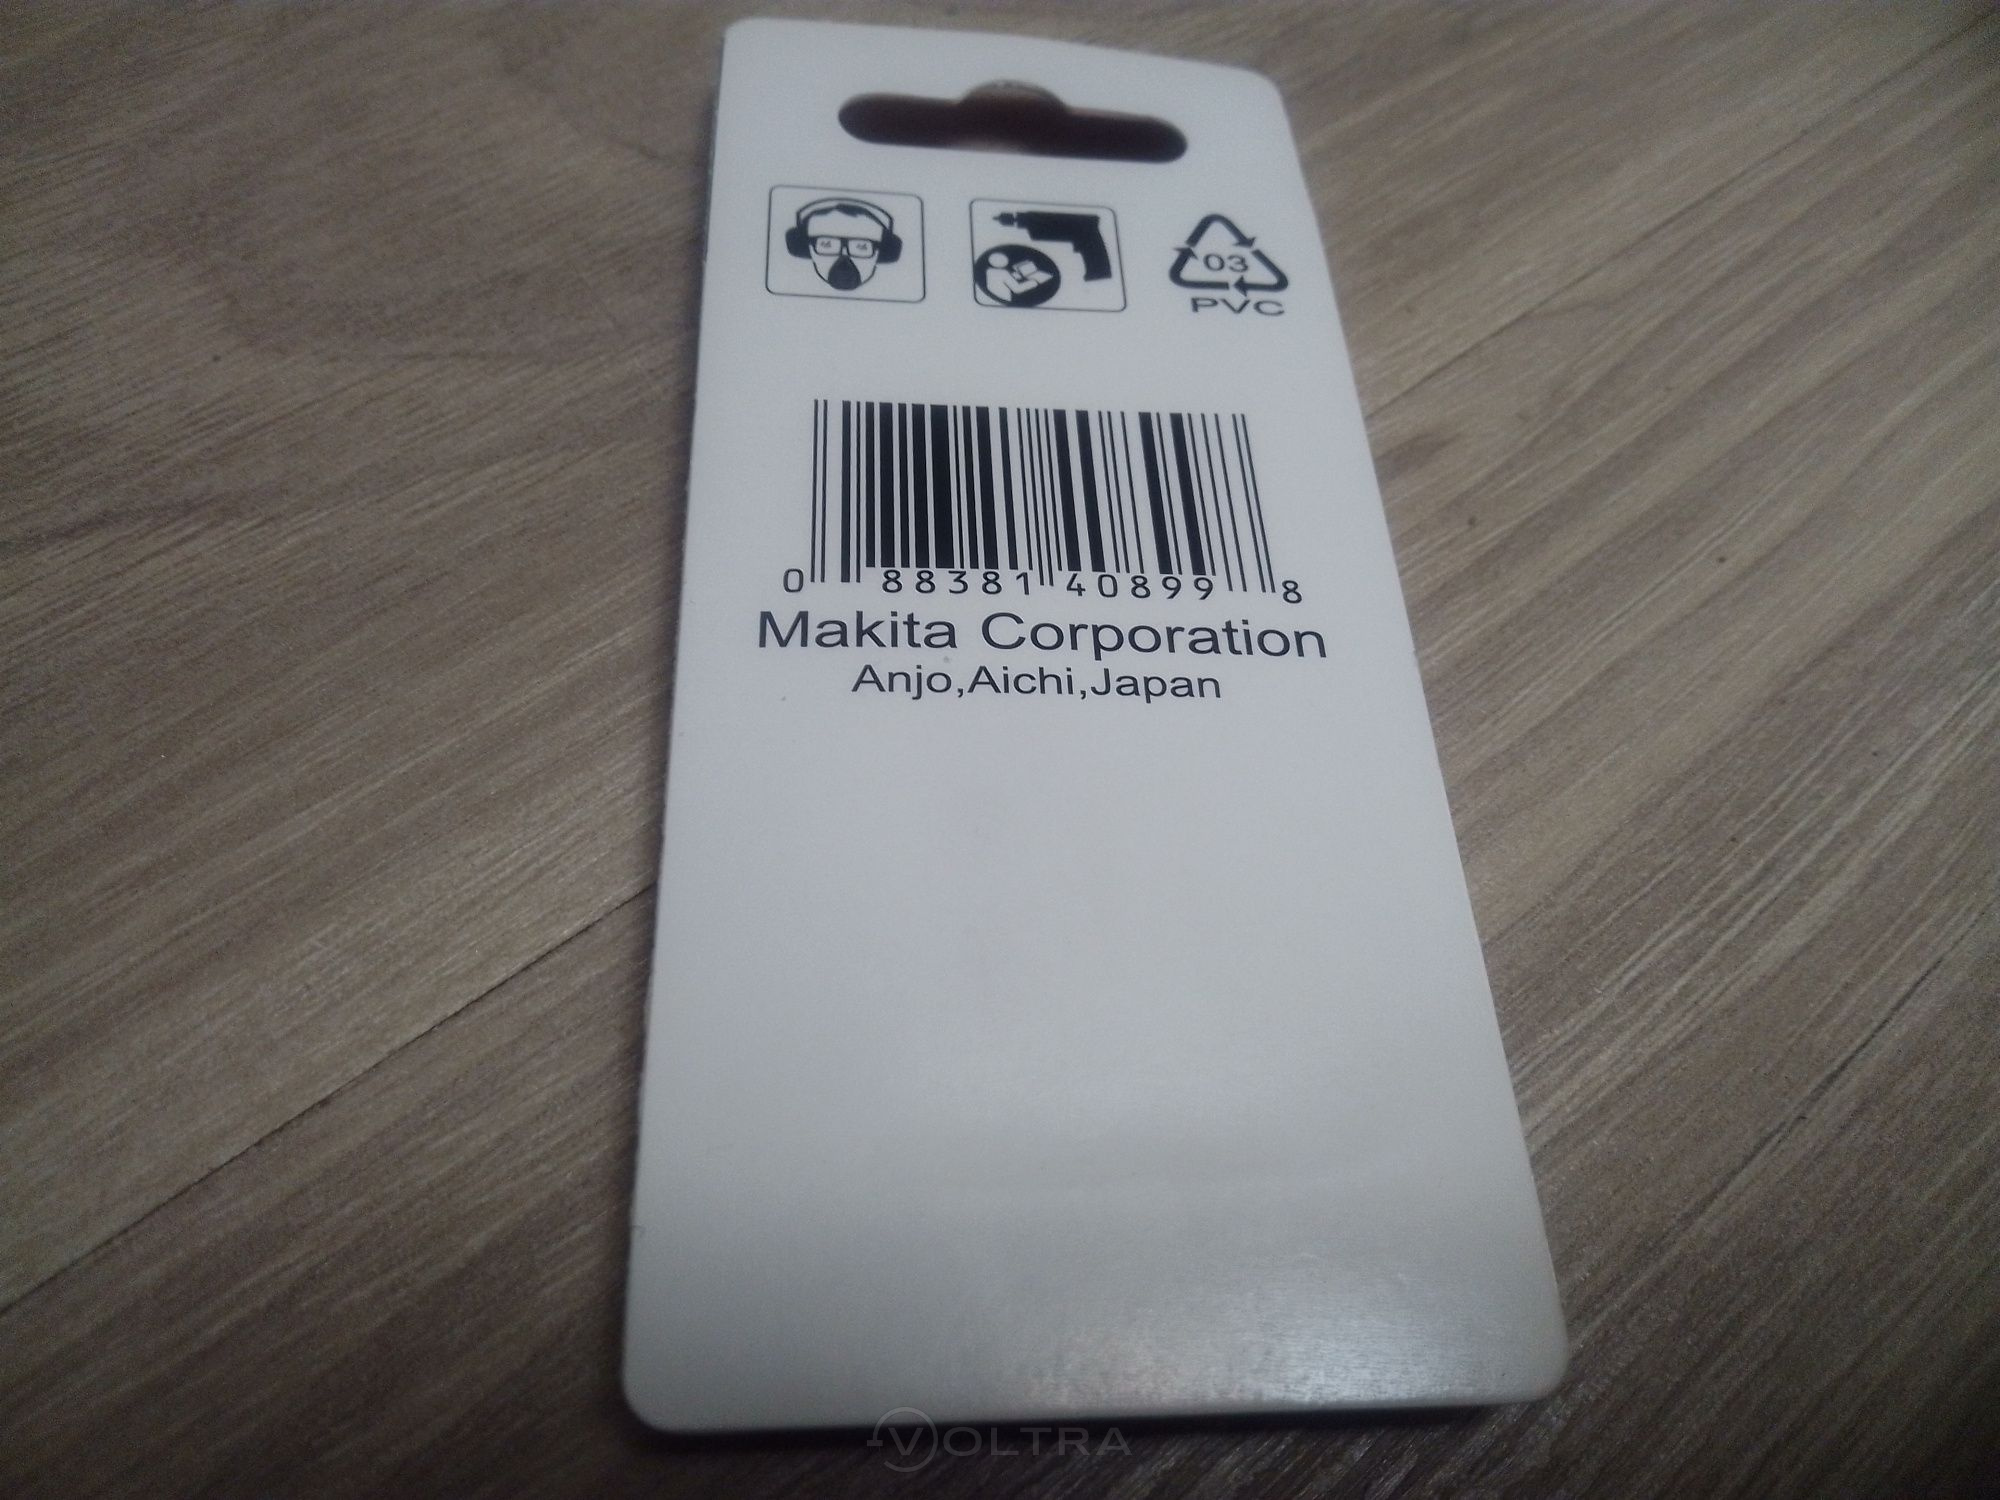 03
PVC
0 88381 40899 8
Makita Corporation
Anjo,Aichi,Japan
VOLTRA